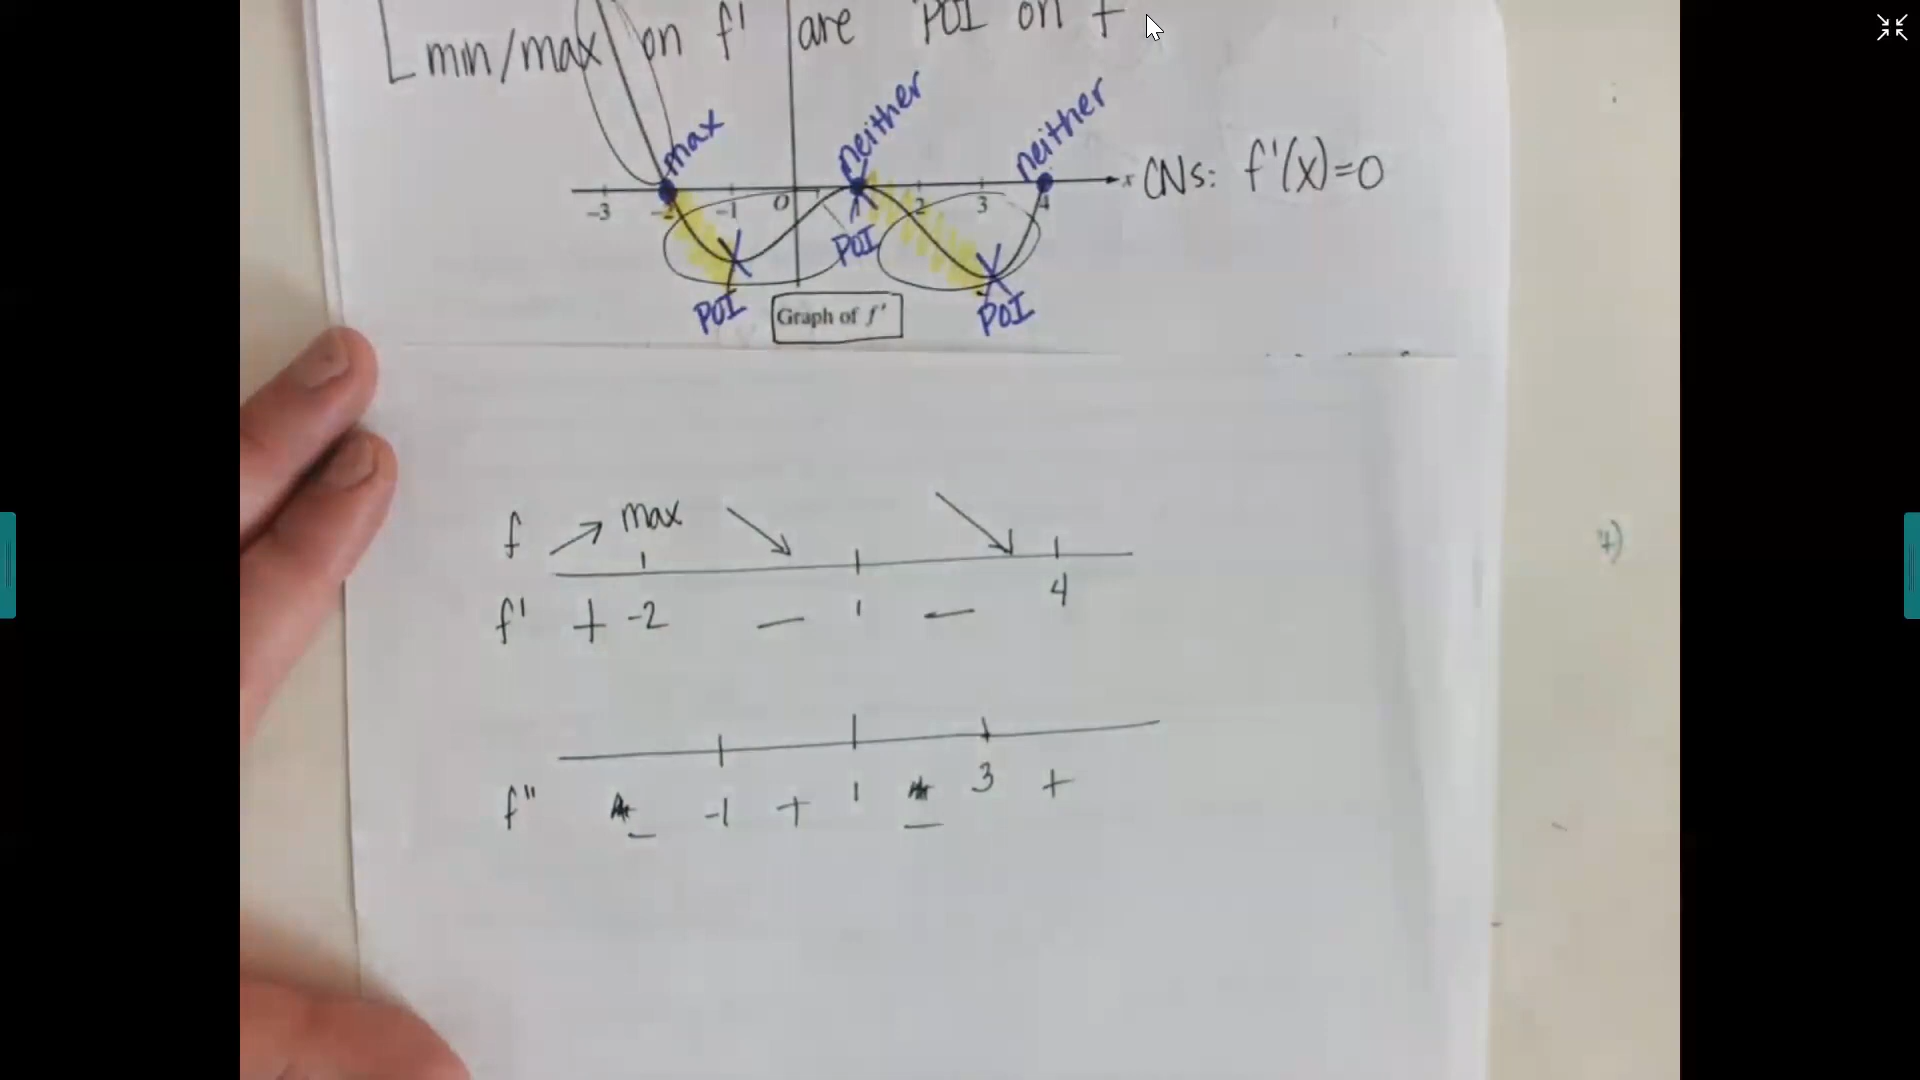 min/max on f' are POI on f
max neither neither
x CNs: f'(x)=0
-3 -2 -1 O 2 3 4
POI
POI POI
Graph of f'
f max
f' + -2 — 1 — 4
f" — -1 + 1 — 3 +